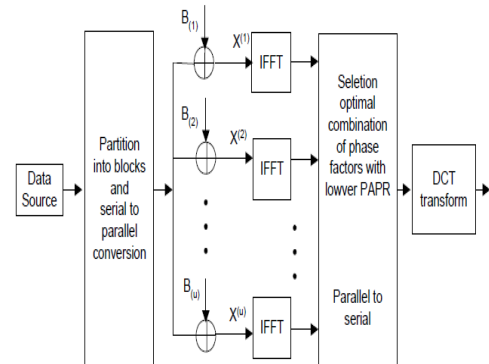 B(1)
X(1)
IFFT
B(2)
X(2)
IFFT
B(u)
X(u)
IFFT
Data
Source
Partition
into blocks
and
serial to
parallel
conversion
Seletion
optimal
combination
of phase
factors with
lowver PAPR
Parallel to
serial
DCT
transform